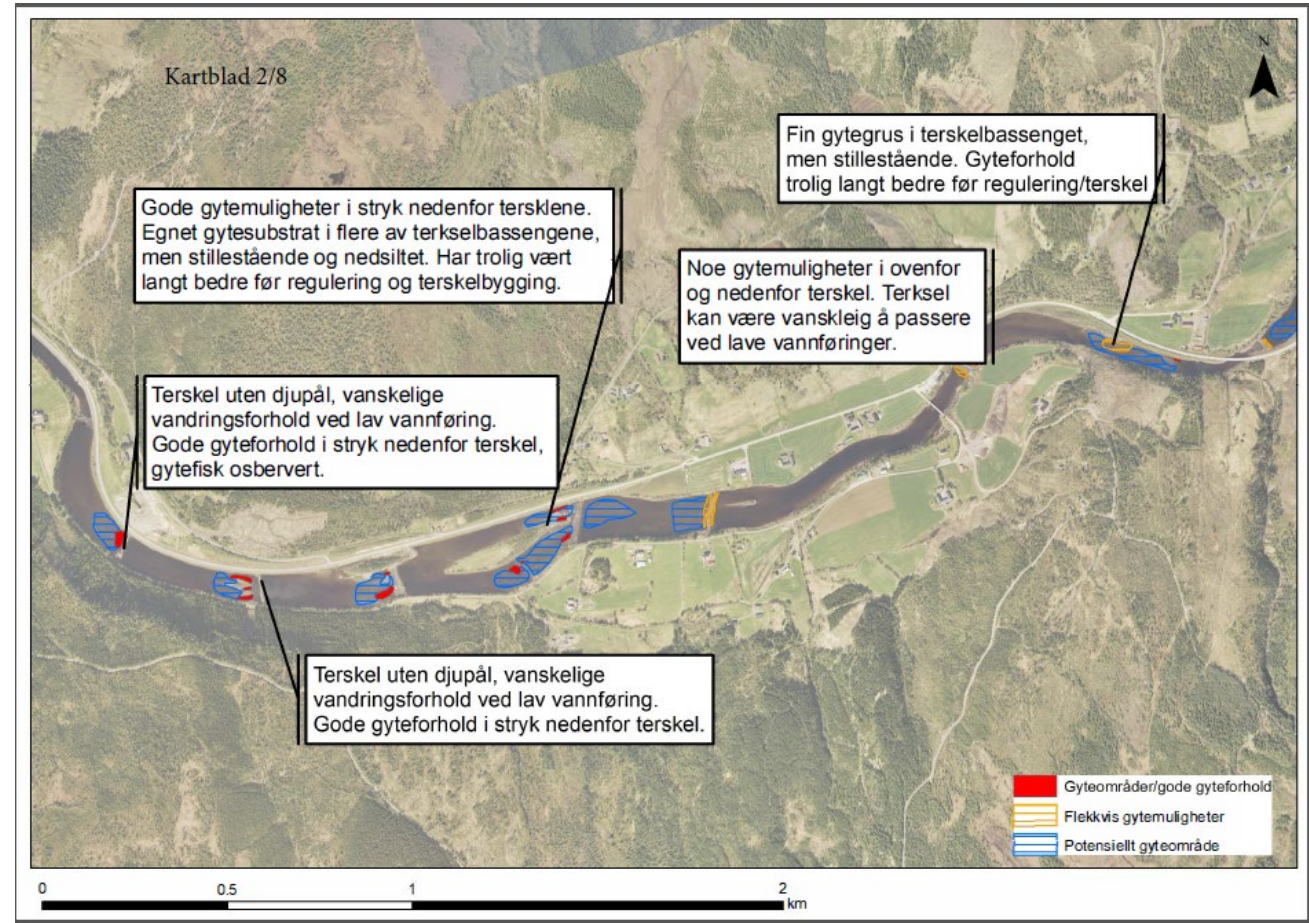 Kartblad 2/8
N
Fin gytegrus i terskelbassenget,
men stillestående. Gyteforhold
trolig langt bedre før regulering/terskel
Gode gytemuligheter i stryk nedenfor tersklene.
Egnet gytesubstrat i flere av terkselbassengene,
men stillestående og nedsiltet. Har trolig vært
langt bedre før regulering og terskelbygging.
Noe gytemuligheter i ovenfor
og nedenfor terskel. Terksel
kan være vanskleig å passere
ved lave vannføringer.
Terskel uten djupål, vanskelige
vandringsforhold ved lav vannføring.
Gode gyteforhold i stryk nedenfor terskel,
gytefisk osbervert.
Terskel uten djupål, vanskelige
vandringsforhold ved lav vannføring.
Gode gyteforhold i stryk nedenfor terskel.
Gyteområder/gode gyteforhold
Flekkvis gytemuligheter
Potensiellt gyteområde
0 0.5 1 2
km